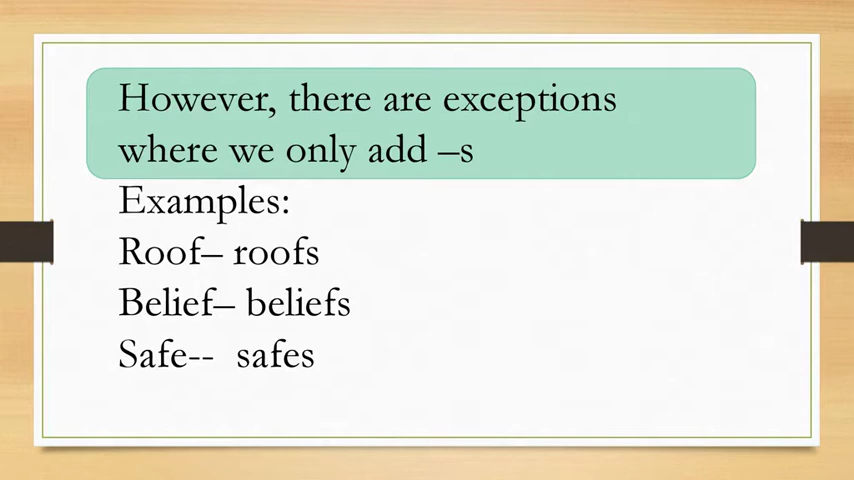 However, there are exceptions
where we only add –s
Examples:
Roof– roofs
Belief– beliefs
Safe-- safes